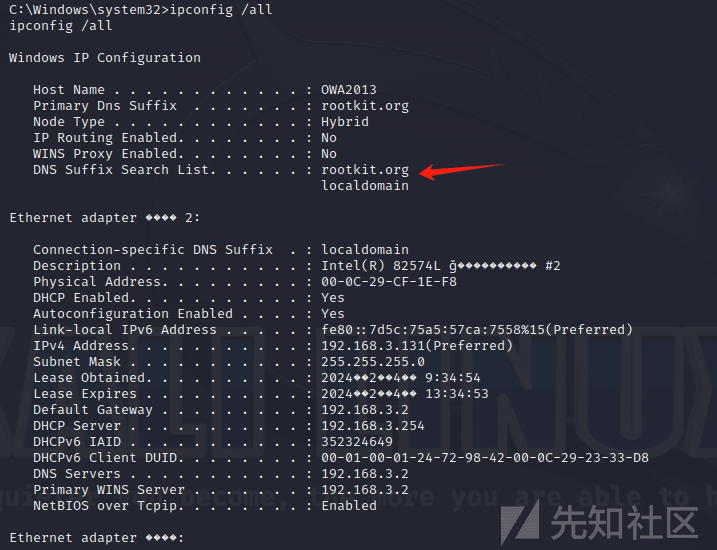 C:\Windows\system32>ipconfig /all
ipconfig /all
Windows IP Configuration
Host Name . . . . . . . . . . . . : OWA2013
Primary Dns Suffix . . . . . . . : rootkit.org
Node Type . . . . . . . . . . . . : Hybrid
IP Routing Enabled. . . . . . . . : No
WINS Proxy Enabled. . . . . . . . : No
DNS Suffix Search List. . . . . . : rootkit.org
localdomain
Ethernet adapter ���� 2:
Connection-specific DNS Suffix . : localdomain
Description . . . . . . . . . . . : Intel(R) 82574L ǧ���������� #2
Physical Address. . . . . . . . . : 00-0C-29-CF-1E-F8
DHCP Enabled. . . . . . . . . . . : Yes
Autoconfiguration Enabled . . . . : Yes
Link-local IPv6 Address . . . . . : fe80::7d5c:75a5:57ca:7558%15(Preferred)
IPv4 Address. . . . . . . . . . . : 192.168.3.131(Preferred)
Subnet Mask . . . . . . . . . . . : 255.255.255.0
Lease Obtained. . . . . . . . . . : 2024��2��4�� 9:34:54
Lease Expires . . . . . . . . . . : 2024��2��4�� 13:34:53
Default Gateway . . . . . . . . . : 192.168.3.2
DHCP Server . . . . . . . . . . . : 192.168.3.254
DHCPv6 IAID . . . . . . . . . . . : 352324649
DHCPv6 Client DUID. . . . . . . . : 00-01-00-01-24-72-98-42-00-0C-29-23-33-D8
DNS Servers . . . . . . . . . . . : 192.168.3.2
Primary WINS Server . . . . . . . : 192.168.3.2
NetBIOS over Tcpip. . . . . . . . : Enabled
Ethernet adapter ����:
先知社区